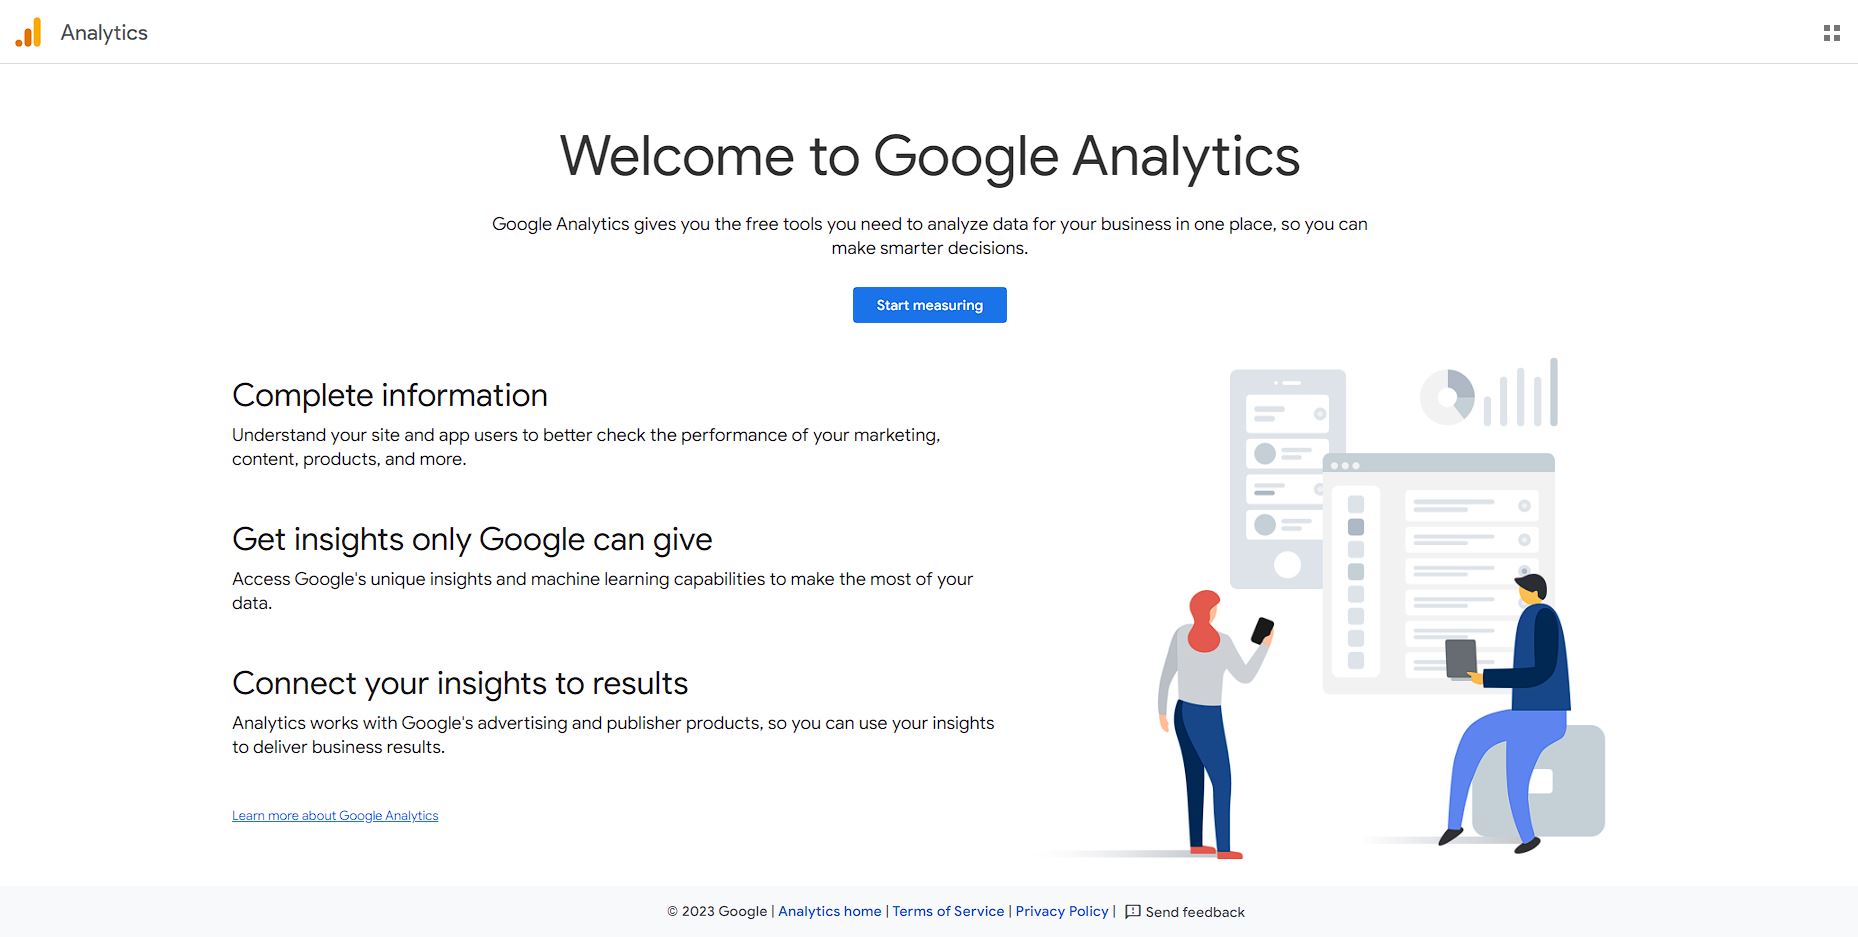 Analytics
Welcome to Google Analytics
Google Analytics gives you the free tools you need to analyze data for your business in one place, so you can
make smarter decisions.
Start measuring
Complete information
Understand your site and app users to better check the performance of your marketing,
content, products, and more.
Get insights only Google can give
Access Google's unique insights and machine learning capabilities to make the most of your
data.
Connect your insights to results
Analytics works with Google's advertising and publisher products, so you can use your insights
to deliver business results.
Learn more about Google Analytics
© 2023 Google | Analytics home | Terms of Service | Privacy Policy | Send feedback